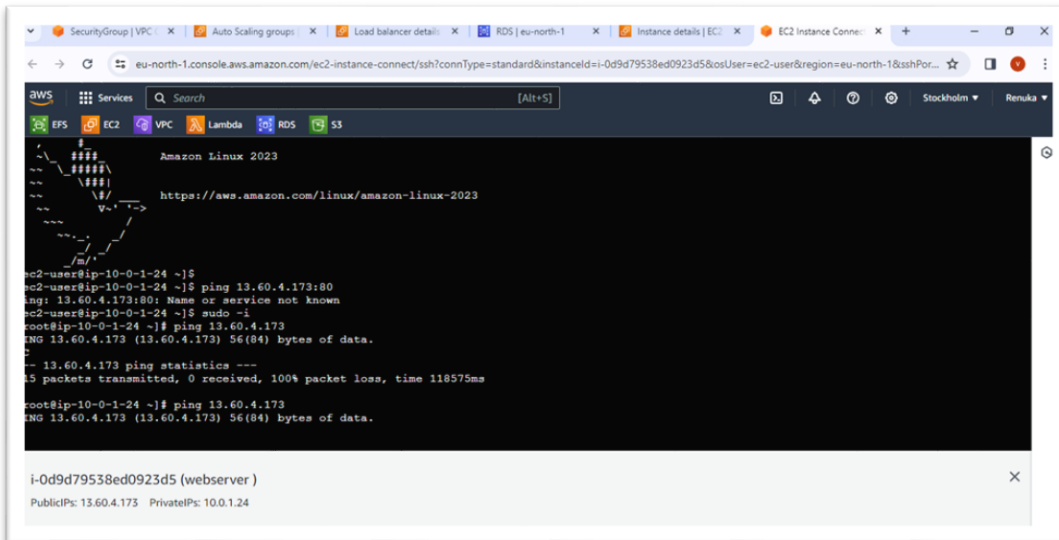 SecurityGroup | VPC
Auto Scaling groups
Load balancer details
RDS | eu-north-1
Instance details | EC2
EC2 Instance Connect
eu-north-1.console.aws.amazon.com/ec2-instance-connect/ssh?connType=standard&instanceId=i-0d9d79538ed0923d5&osUser=ec2-user&region=eu-north-1&sshPor...
aws Services Search [Alt+S] Stockholm ▼ Renuka ▼
EFS EC2 VPC Lambda RDS S3
,     #_
~\_  ####_        Amazon Linux 2023
~~  \_#####\
~~     \###|
~~       \#/ ___   https://aws.amazon.com/linux/amazon-linux-2023
~~       V~' '->
~~~         /
~~._.   _/
_/ _/
_/m/'
ec2-user@ip-10-0-1-24 ~]$
ec2-user@ip-10-0-1-24 ~]$ ping 13.60.4.173:80
ing: 13.60.4.173:80: Name or service not known
ec2-user@ip-10-0-1-24 ~]$ sudo -i
root@ip-10-0-1-24 ~]# ping 13.60.4.173
ING 13.60.4.173 (13.60.4.173) 56(84) bytes of data.
C
-- 13.60.4.173 ping statistics ---
15 packets transmitted, 0 received, 100% packet loss, time 118575ms
root@ip-10-0-1-24 ~]# ping 13.60.4.173
ING 13.60.4.173 (13.60.4.173) 56(84) bytes of data.
i-0d9d79538ed0923d5 (webserver )
PublicIPs: 13.60.4.173 PrivateIPs: 10.0.1.24